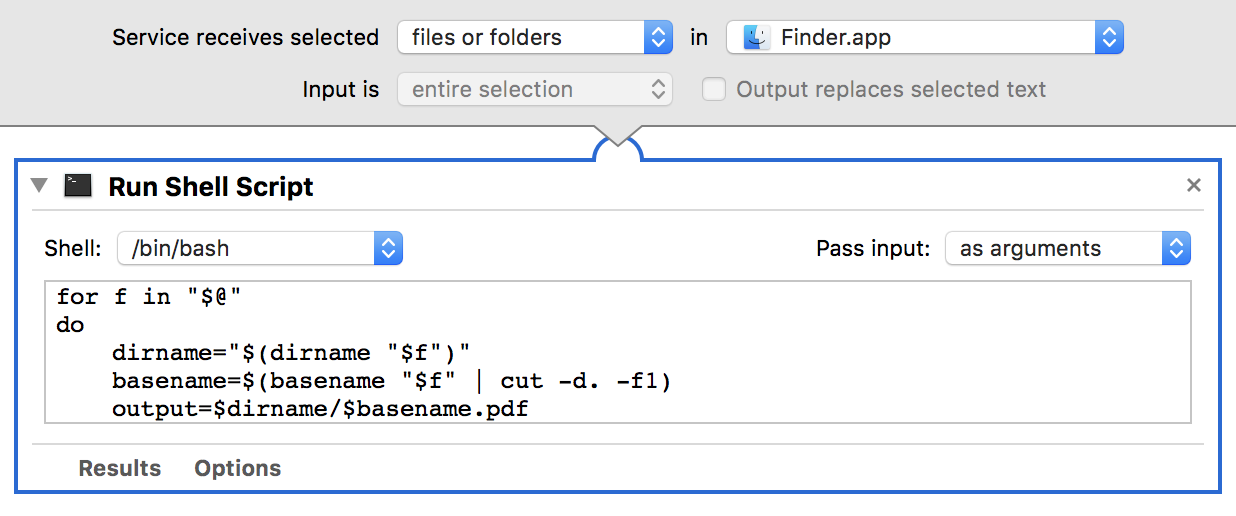 Service receives selected files or folders in Finder.app
Input is entire selection Output replaces selected text
Run Shell Script
Shell: /bin/bash Pass input: as arguments
for f in "$@"
do
    dirname="$(dirname "$f")"
    basename=$(basename "$f" | cut -d. -f1)
    output=$dirname/$basename.pdf
Results Options